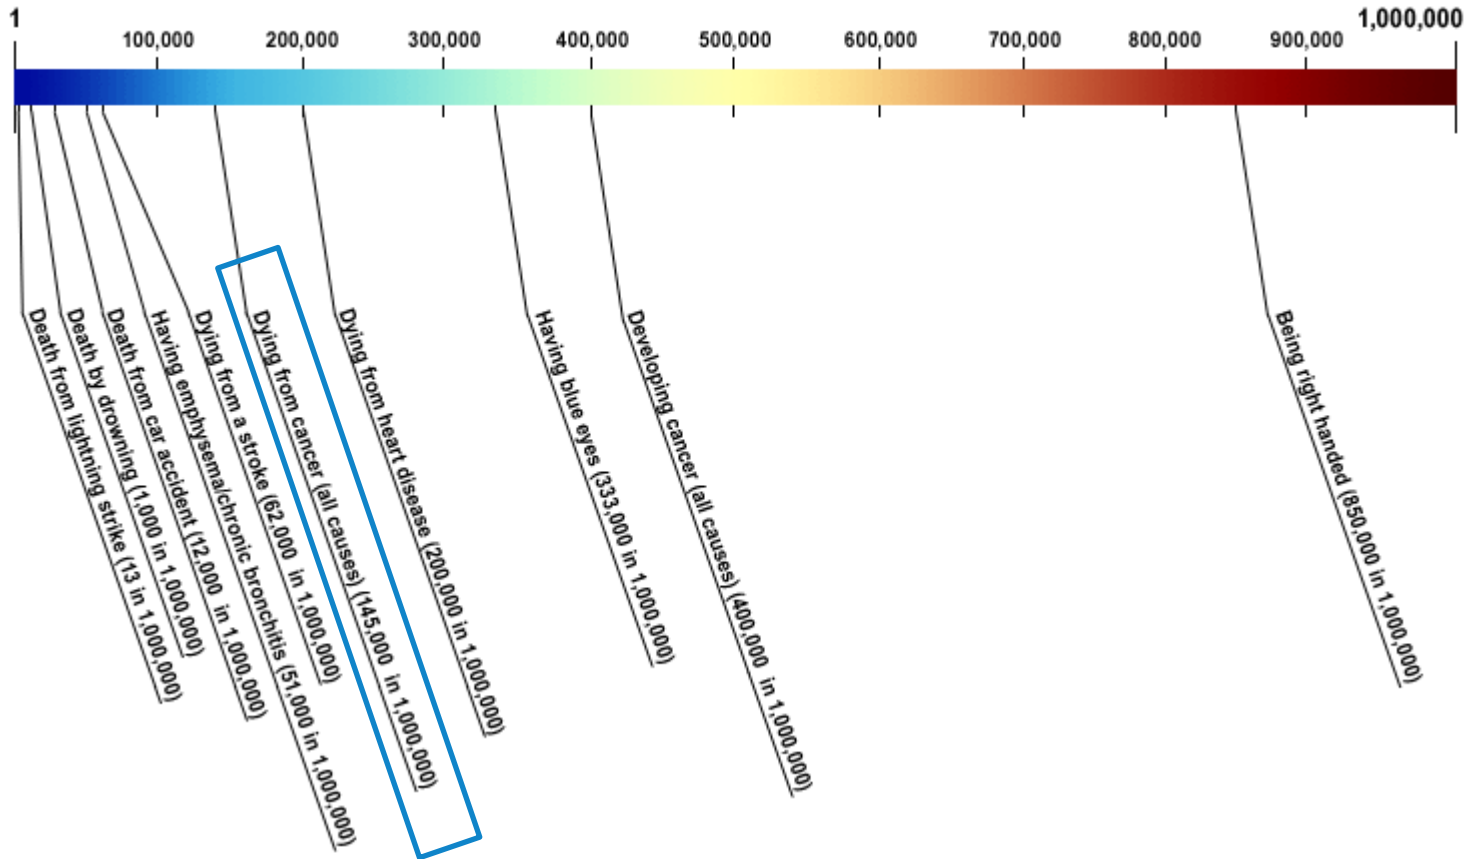 1
1,000,000
100,000
200,000
300,000
400,000
500,000
600,000
700,000
800,000
900,000
Death from lightning strike (13 in 1,000,000)
Death by drowning (1,000 in 1,000,000)
Death from car accident (12,000 in 1,000,000)
Having emphysema/chronic bronchitis (51,000 in 1,000,000)
Dying from a stroke (62,000 in 1,000,000)
Dying from cancer (all causes) (145,000 in 1,000,000)
Dying from heart disease (200,000 in 1,000,000)
Having blue eyes (333,000 in 1,000,000)
Developing cancer (all causes) (400,000 in 1,000,000)
Being right handed (850,000 in 1,000,000)